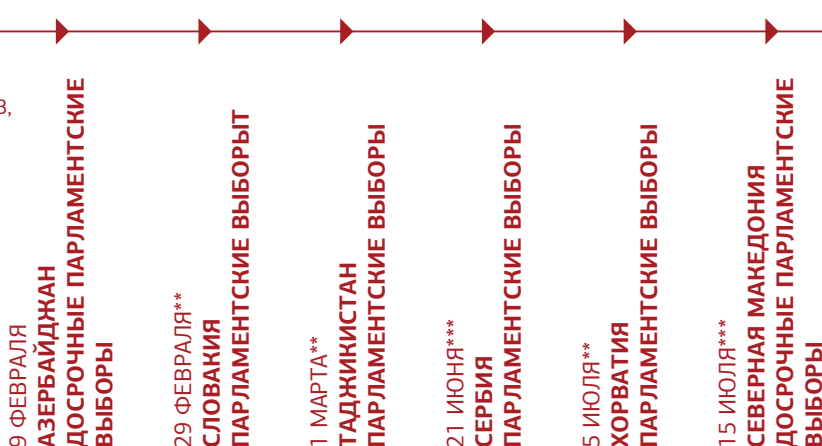 В,
9 ФЕВРАЛЯ
АЗЕРБАЙДЖАН
ДОСРОЧНЫЕ ПАРЛАМЕНТСКИЕ
ВЫБОРЫ
29 ФЕВРАЛЯ**
СЛОВАКИЯ
ПАРЛАМЕНТСКИЕ ВЫБОРЫТ
1 МАРТА**
ТАДЖИКИСТАН
ПАРЛАМЕНТСКИЕ ВЫБОРЫ
21 ИЮНЯ***
СЕРБИЯ
ПАРЛАМЕНТСКИЕ ВЫБОРЫ
5 ИЮЛЯ**
ХОРВАТИЯ
ПАРЛАМЕНТСКИЕ ВЫБОРЫ
15 ИЮЛЯ***
СЕВЕРНАЯ МАКЕДОНИЯ
ДОСРОЧНЫЕ ПАРЛАМЕНТСКИЕ
ВЫБОРЫ